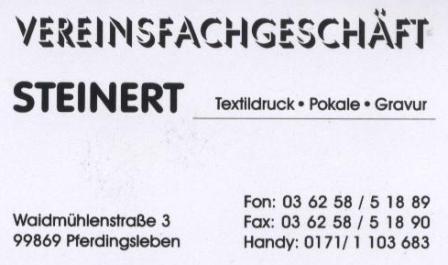 VEREINSFACHGESCHÄFT
STEINERT Textildruck • Pokale • Gravur
Fon: 03 62 58 / 5 18 89
Waidmühlenstraße 3 Fax: 03 62 58 / 5 18 90
99869 Pferdingsleben Handy: 0171/ 1 103 683